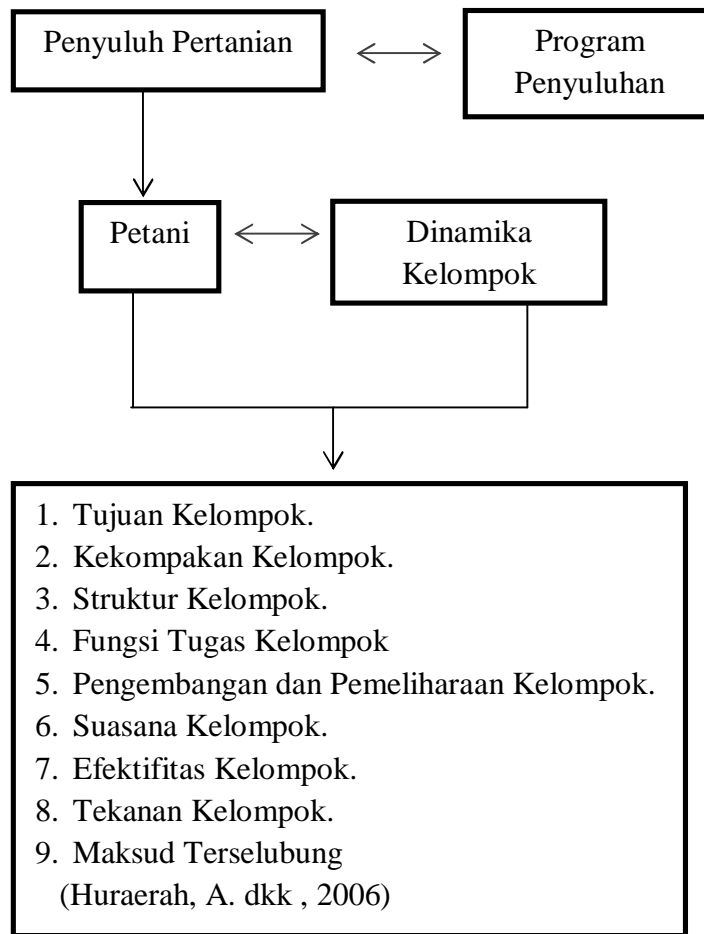 Penyuluh Pertanian
Program
Penyuluhan
Petani
Dinamika
Kelompok
1. Tujuan Kelompok.
2. Kekompakan Kelompok.
3. Struktur Kelompok.
4. Fungsi Tugas Kelompok
5. Pengembangan dan Pemeliharaan Kelompok.
6. Suasana Kelompok.
7. Efektifitas Kelompok.
8. Tekanan Kelompok.
9. Maksud Terselubung
(Huraerah, A. dkk , 2006)